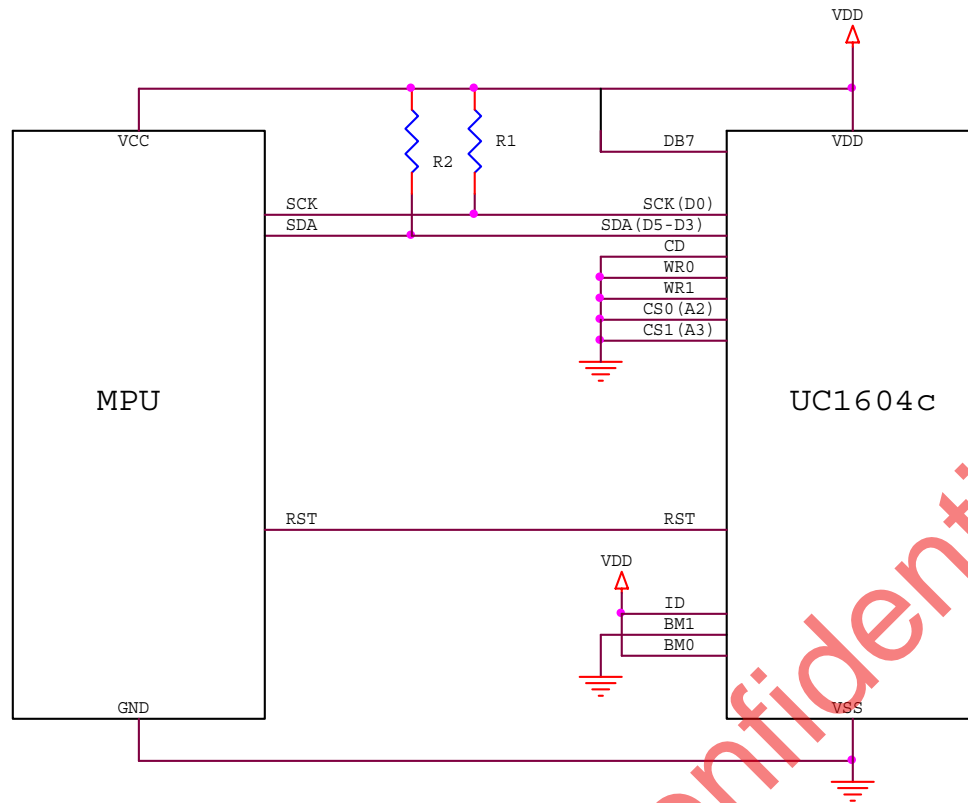 VDD
VCC
R2
R1
DB7
VDD
SCK
SCK(D0)
SDA
SDA(D5-D3)
CD
WR0
WR1
CS0(A2)
CS1(A3)
MPU
UC1604c
RST
RST
VDD
ID
BM1
BM0
GND
VSS
nfidenti